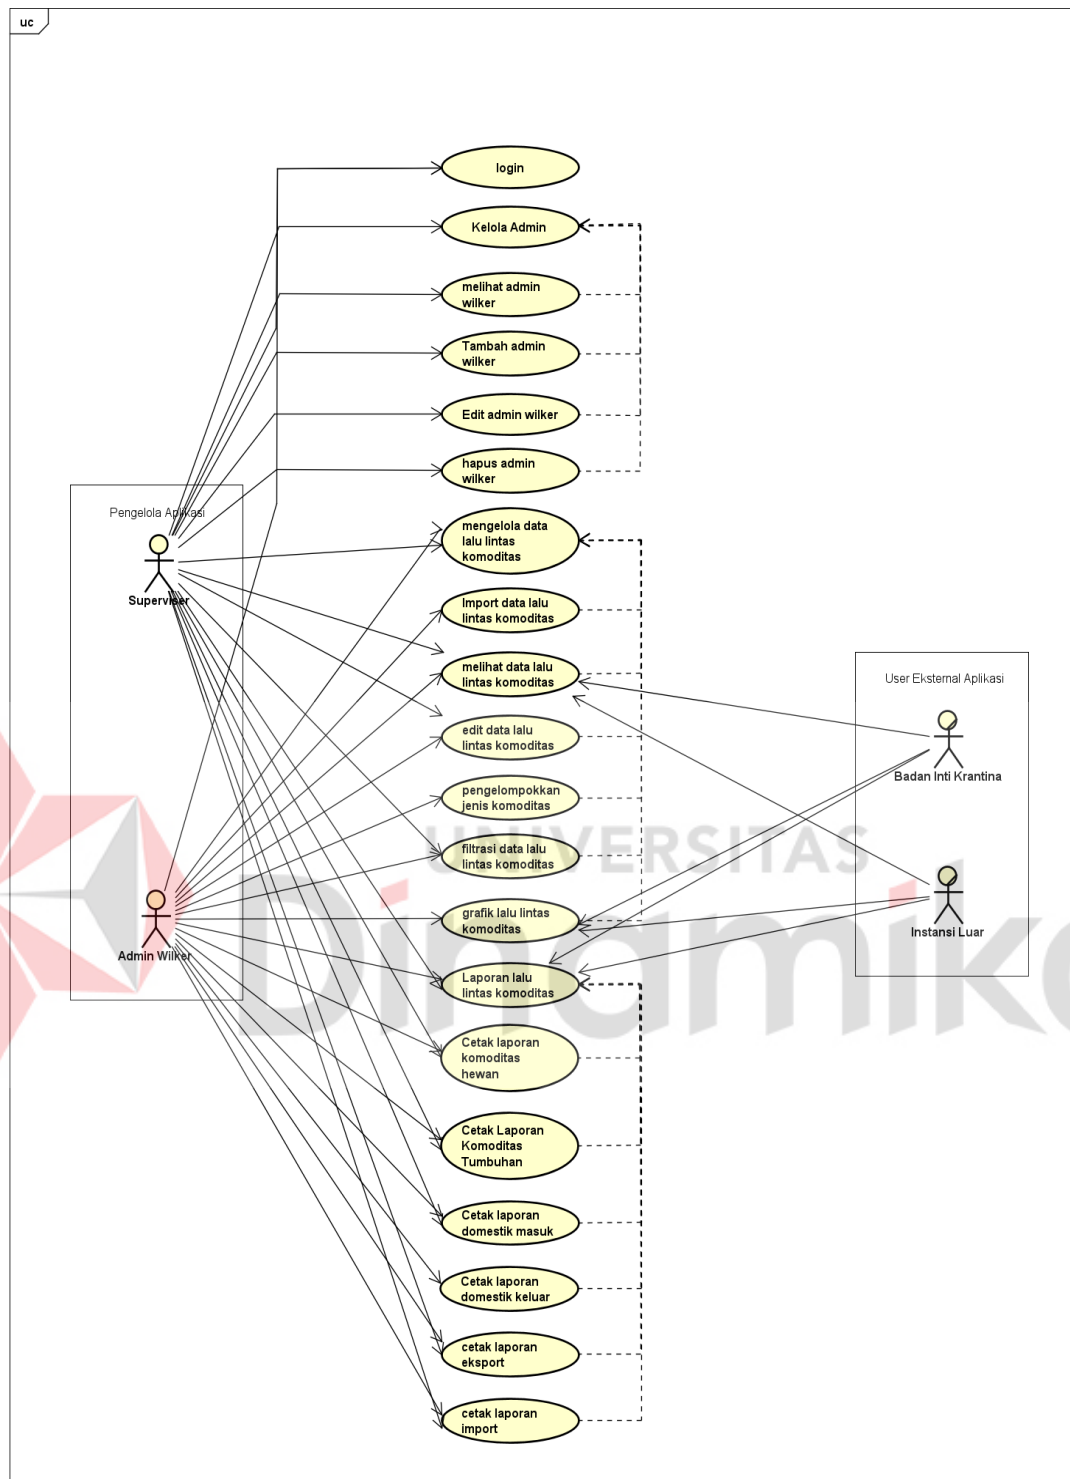 uc
login
Kelola Admin
melihat admin
wilker
Tambah admin
wilker
Edit admin wilker
hapus admin
wilker
Pengelola Aplikasi
Superviser
mengelola data
lalu lintas
komoditas
Import data lalu
lintas komoditas
melihat data lalu
lintas komoditas
User Eksternal Aplikasi
edit data lalu
lintas komoditas
Badan Inti Krantina
pengelompokkan
jenis komoditas
UNIVERSITAS
filtrasi data lalu
lintas komoditas
Dinamika
grafik lalu lintas
komoditas
Instansi Luar
Admin Wilker
Laporan lalu
lintas komoditas
Cetak laporan
komoditas
hewan
Cetak Laporan
Komoditas
Tumbuhan
Cetak laporan
domestik masuk
Cetak laporan
domestik keluar
cetak laporan
eksport
cetak laporan
import